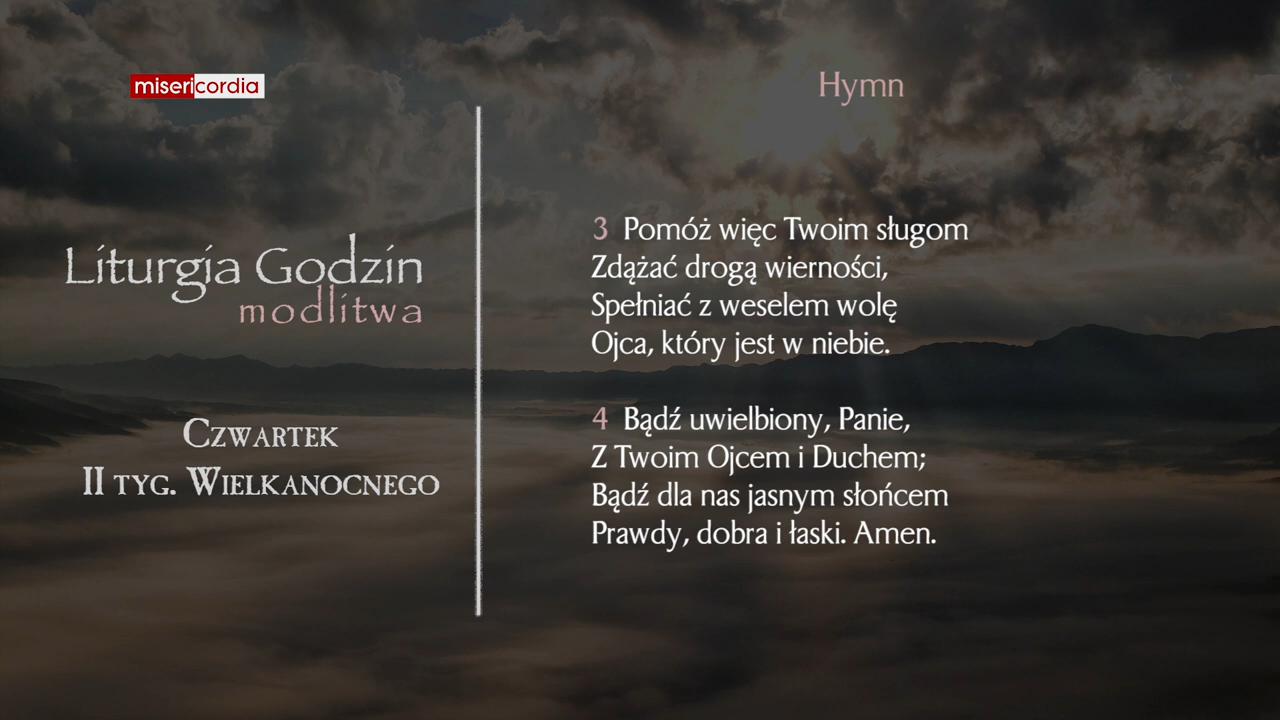 misericordia
Liturgia Godzin
modlitwa
Czwartek
II tyg. Wielkanocnego
Hymn
3 Pomóż więc Twoim sługom
Zdążać drogą wierności,
Spełniać z weselem wolę
Ojca, który jest w niebie.
4 Bądź uwielbiony, Panie,
Z Twoim Ojcem i Duchem;
Bądź dla nas jasnym słońcem
Prawdy, dobra i łaski. Amen.